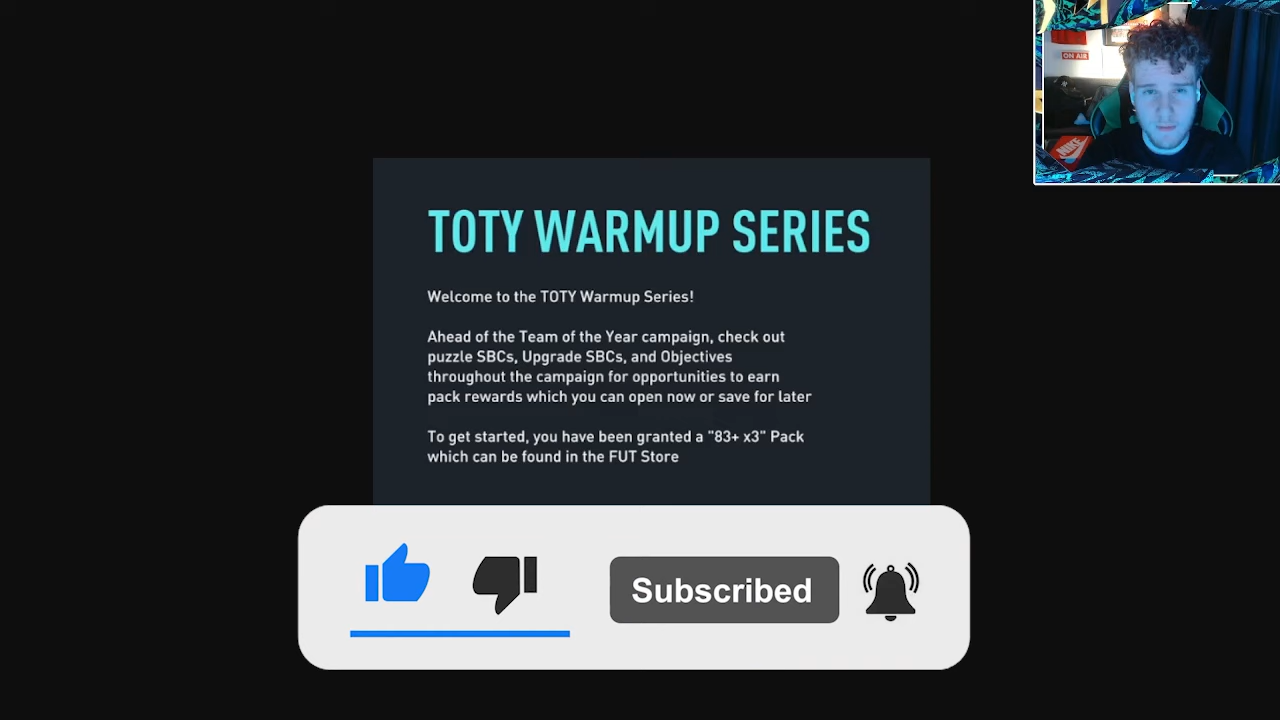 ON AIR
NIKE
TOTY WARMUP SERIES
Welcome to the TOTY Warmup Series!
Ahead of the Team of the Year campaign, check out
puzzle SBCs, Upgrade SBCs, and Objectives
throughout the campaign for opportunities to earn
pack rewards which you can open now or save for later
To get started, you have been granted a "83+ x3" Pack
which can be found in the FUT Store
Subscribed